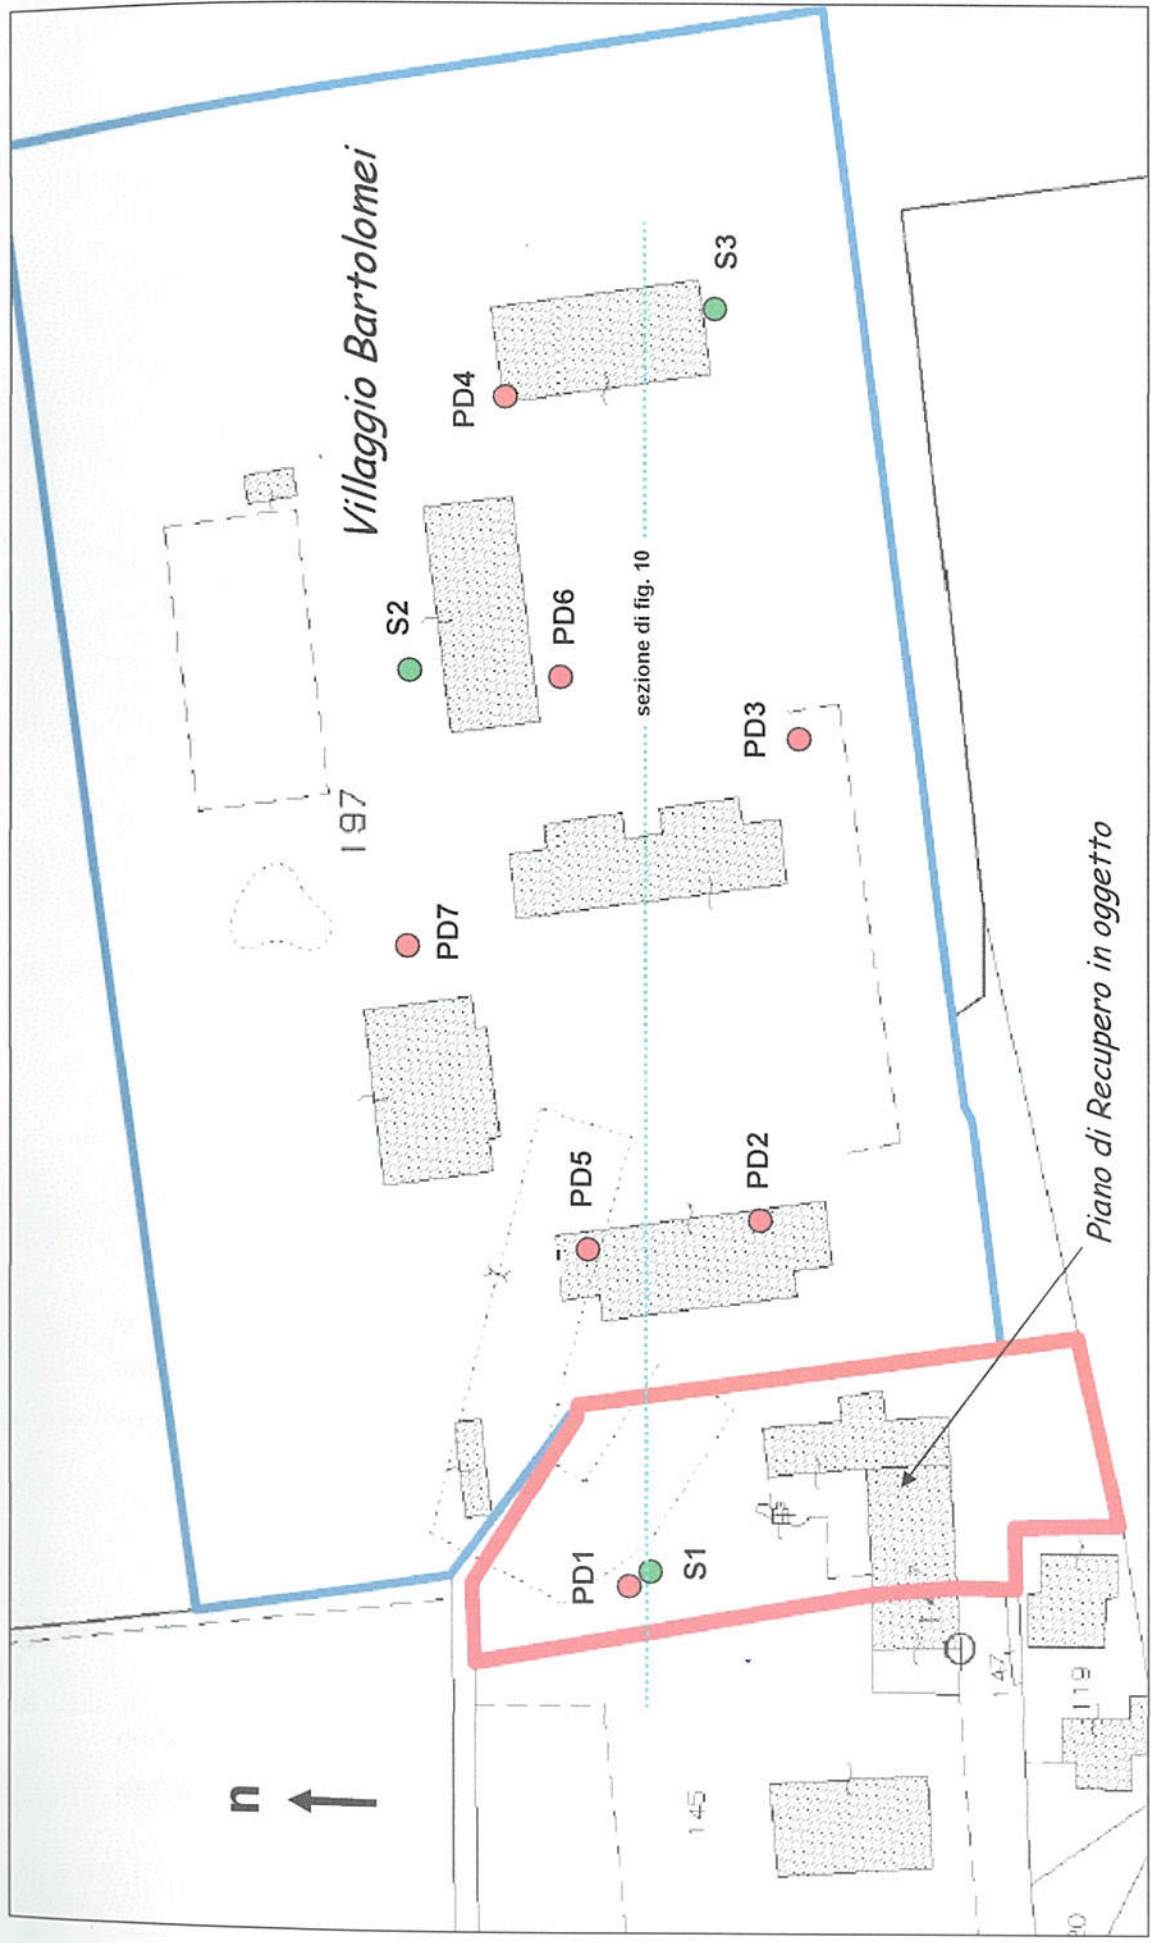 Villaggio Bartolomei
S3
PD4
S2
PD6
sezione di fig. 10
PD3
197
PD7
PD5
PD2
Piano di Recupero in oggetto
PD1
S1
n
145
147
119